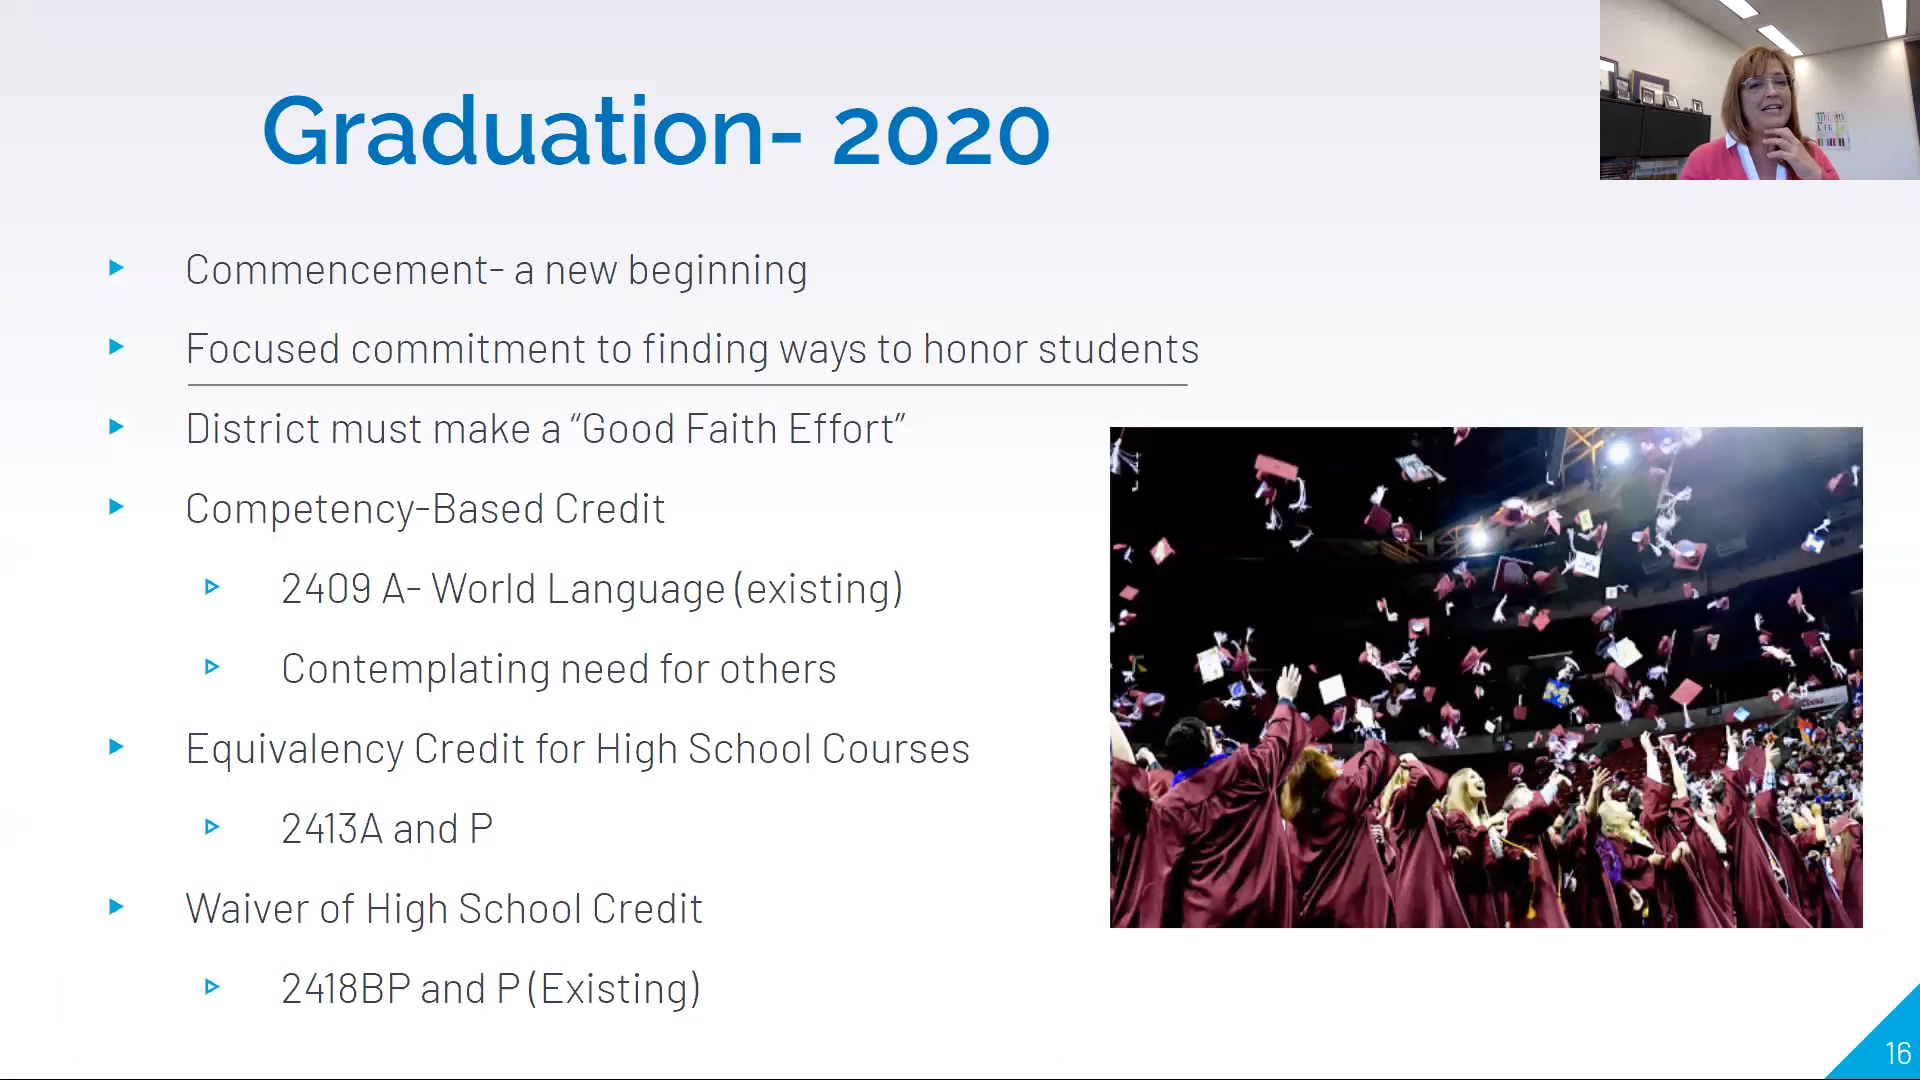 Graduation- 2020
Commencement- a new beginning
Focused commitment to finding ways to honor students
District must make a “Good Faith Effort”
Competency-Based Credit
2409 A- World Language (existing)
Contemplating need for others
Equivalency Credit for High School Courses
2413A and P
Waiver of High School Credit
2418BP and P (Existing)
16